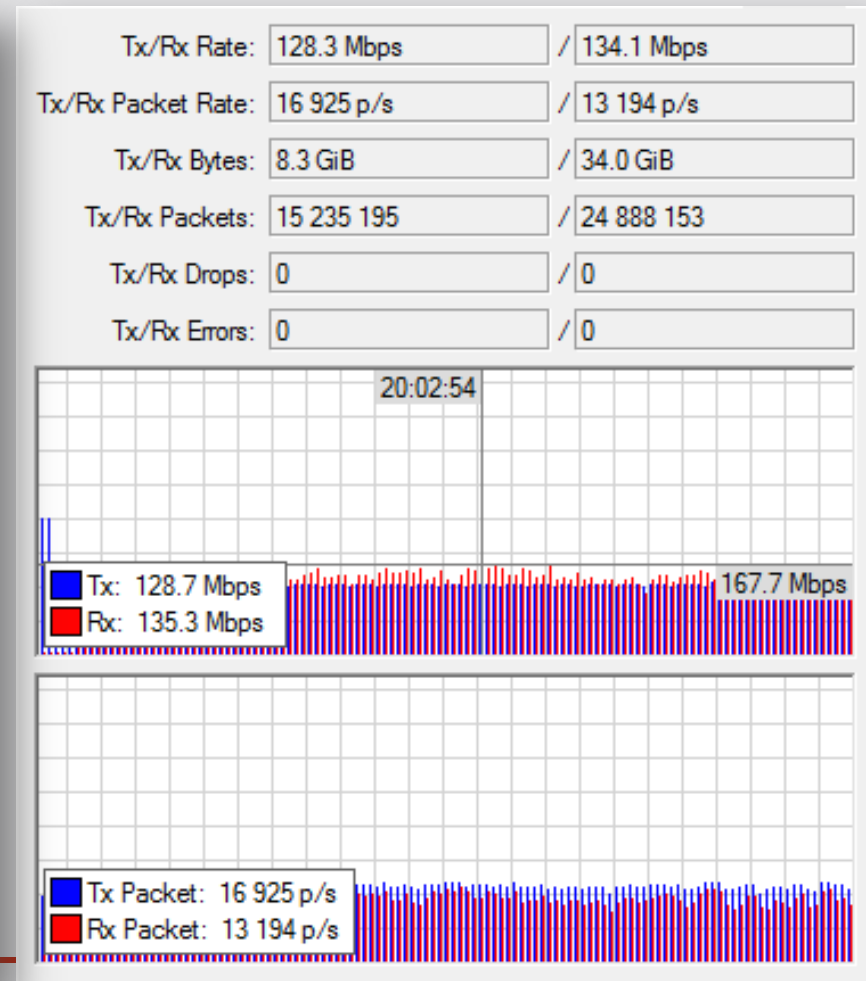 Tx/Rx Rate: 128.3 Mbps / 134.1 Mbps
Tx/Rx Packet Rate: 16 925 p/s / 13 194 p/s
Tx/Rx Bytes: 8.3 GiB / 34.0 GiB
Tx/Rx Packets: 15 235 195 / 24 888 153
Tx/Rx Drops: 0 / 0
Tx/Rx Errors: 0 / 0
20:02:54
Tx: 128.7 Mbps
167.7 Mbps
Rx: 135.3 Mbps
Tx Packet: 16 925 p/s
Rx Packet: 13 194 p/s